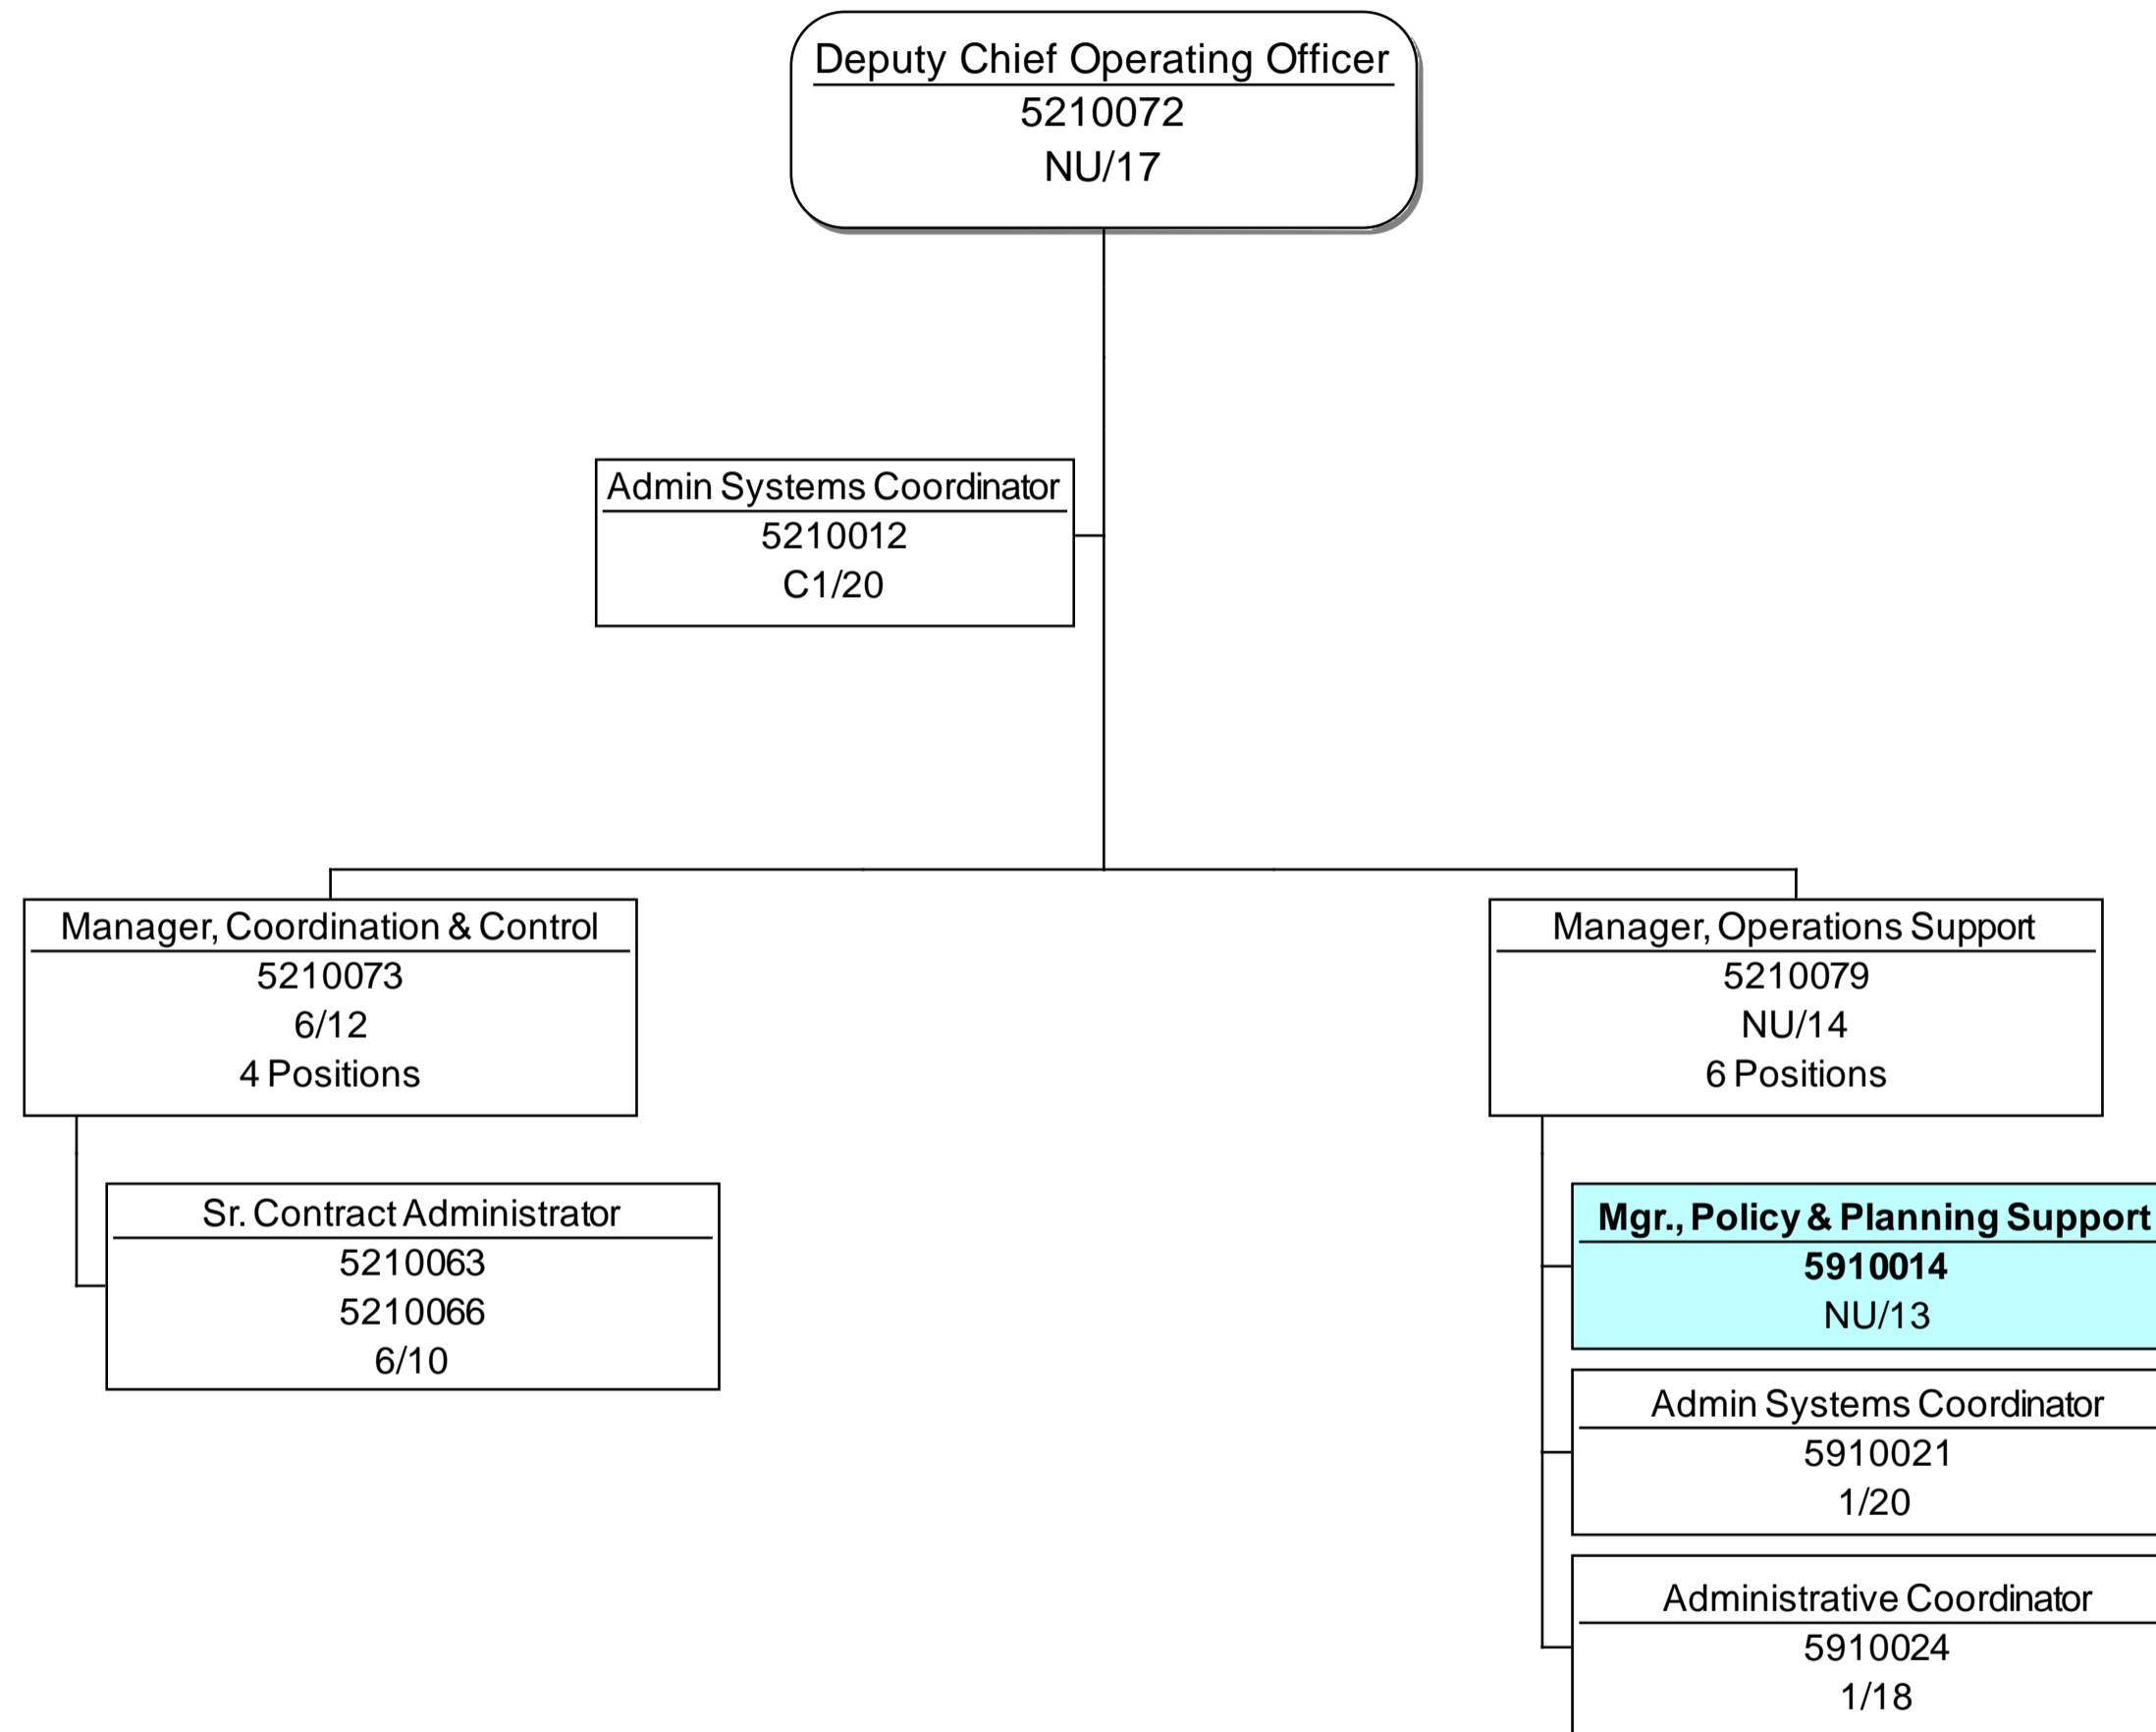 Deputy Chief Operating Officer
5210072
NU/17
Admin Systems Coordinator
5210012
C1/20
Manager, Coordination & Control
5210073
6/12
4 Positions
Sr. Contract Administrator
5210063
5210066
6/10
Manager, Operations Support
5210079
NU/14
6 Positions
Mgr., Policy & Planning Support
5910014
NU/13
Admin Systems Coordinator
5910021
1/20
Administrative Coordinator
5910024
1/18